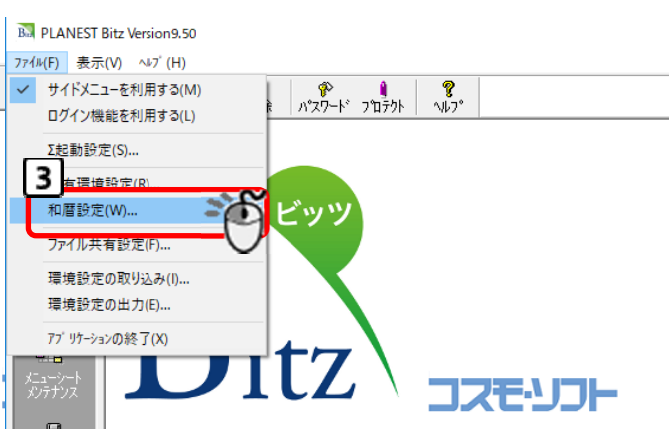 PLANEST Bitz Version9.50
ﾌｧｲﾙ(F) 表示(V) ﾍﾙﾌﾟ(H)
サイドメニューを利用する(M)
ログイン機能を利用する(L)
ﾊﾟｽﾜｰﾄﾞ ﾌﾟﾛﾃｸﾄ ﾍﾙﾌﾟ
Σ起動設定(S)...
3
有環境設定(R)
和暦設定(W)...
ビッツ
ファイル共有設定(F)...
環境設定の取り込み(I)...
環境設定の出力(E)...
ｱﾌﾟﾘｹｰｼｮﾝの終了(X)
Bitz
ﾒﾆｭｰｼｰﾄ
ﾒﾝﾃﾅﾝｽ
コスモ・ソフト